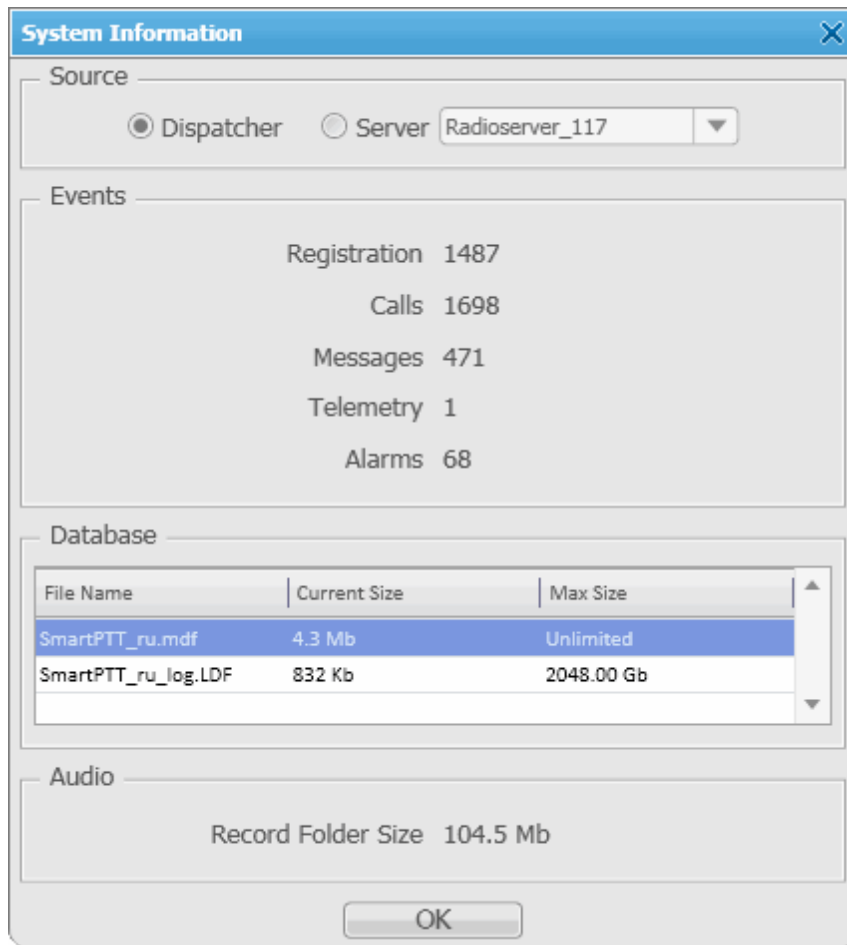 System Information
Source
Dispatcher Server Radioserver_117
Events
Registration 1487
Calls 1698
Messages 471
Telemetry 1
Alarms 68
Database
File Name Current Size Max Size
SmartPTT_ru.mdf 4.3 Mb Unlimited
SmartPTT_ru_log.LDF 832 Kb 2048.00 Gb
Audio
Record Folder Size 104.5 Mb
OK